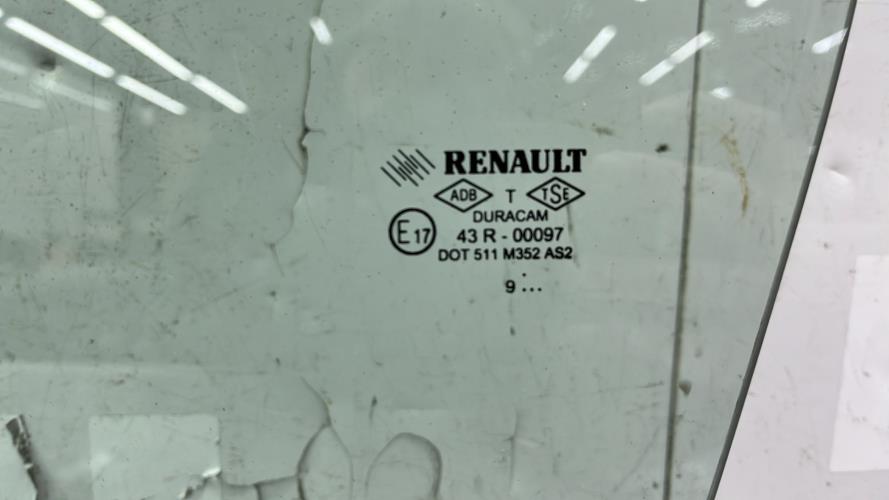 RENAULT
ADB T TSE
DURACAM
E17 43 R - 00097
DOT 511 M352 AS2
9 ...